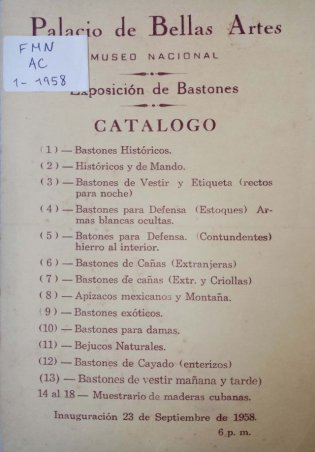 Palacio de Bellas Artes
FMN
AC
1-1958
MUSEO NACIONAL
Exposición de Bastones
CATALOGO
(1) — Bastones Históricos.
(2) — Históricos y de Mando.
(3) — Bastones de Vestir y Etiqueta (rectos
para noche)
(4) — Bastones para Defensa (Estoques) Ar-
mas blancas ocultas.
(5) — Batones para Defensa. (Contundentes)
hierro al interior.
(6) — Bastones de Cañas (Extranjeras)
(7) — Bastones de cañas (Extr. y Criollas)
(8) — Apizacos mexicanos y Montaña.
(9) — Bastones exóticos.
(10) — Bastones para damas.
(11) — Bejucos Naturales.
(12) — Bastones de Cayado (enterizos)
(13) — Bastones de vestir mañana y tarde)
14 al 18 — Muestrario de maderas cubanas.
Inauguración 23 de Septiembre de 1958.
6 p. m.